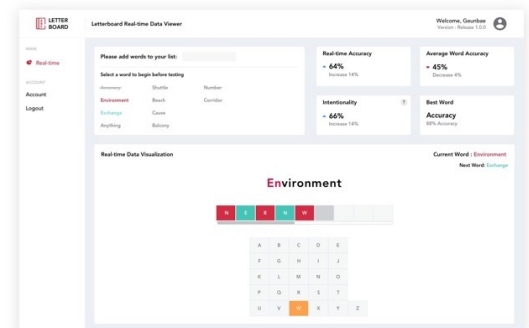 LETTER
BOARD
Letterboard Real-time Data Viewer
Welcome, Geunbae
Version : Release 1.0.0
MAIN
Real-time
ACCOUNT
Account
Logout
Please add words to your list:
Select a word to begin before testing
Accuracy Shuttle Number
Environment Beach Corridor
Exchange Cause
Anything Balcony
Real-time Accuracy
64%
Increase 14%
Average Word Accuracy
45%
Decrease 4%
Intentionality ?
66%
Increase 14%
Best Word
Accuracy
88% Accuracy
Real-time Data Visualization
Current Word : Environment
Next Word: Exchange
Environment
N E R N W
A B C D E
F G H I J
K L M N O
P Q R S T
U V W X Y Z